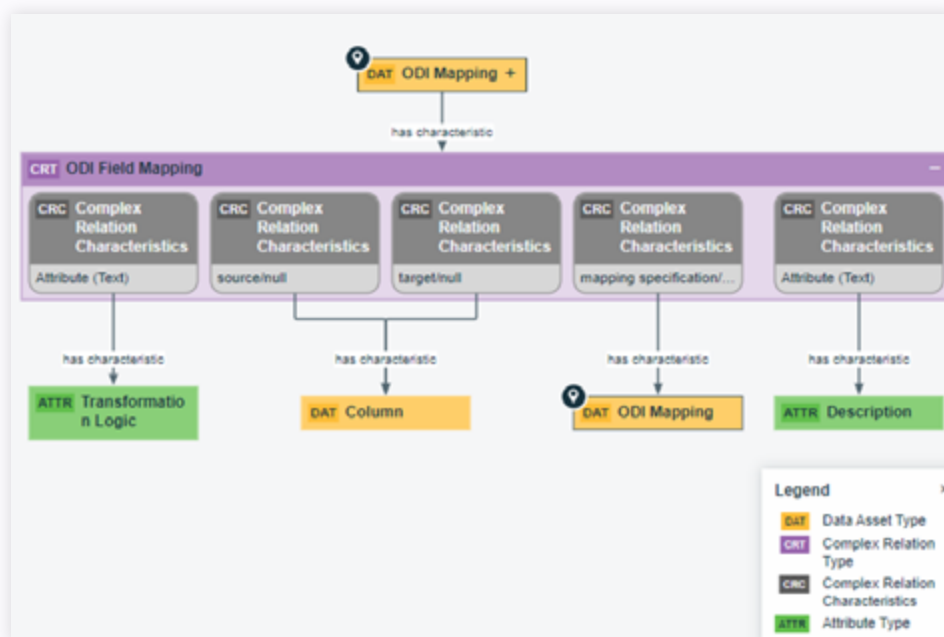 DAT ODI Mapping +
has characteristic
CRT ODI Field Mapping −
CRC Complex
Relation
Characteristics
Attribute (Text)
CRC Complex
Relation
Characteristics
source/null
CRC Complex
Relation
Characteristics
target/null
CRC Complex
Relation
Characteristics
mapping specification/...
CRC Complex
Relation
Characteristics
Attribute (Text)
has characteristic
has characteristic
has characteristic
has characteristic
ATTR Transformatio
n Logic
DAT Column
DAT ODI Mapping
ATTR Description
Legend
DAT Data Asset Type
CRT Complex Relation
Type
CRC Complex Relation
Characteristics
ATTR Attribute Type